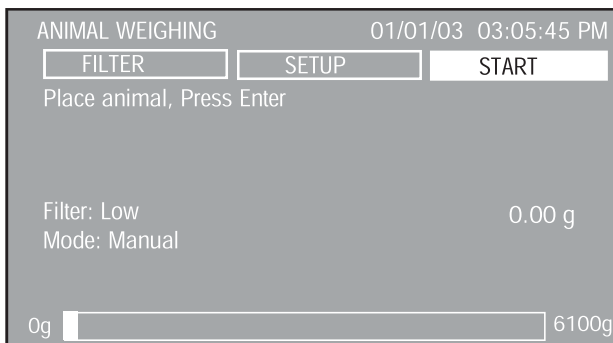 ANIMAL WEIGHING 01/01/03 03:05:45 PM
FILTER SETUP START
Place animal, Press Enter
Filter: Low 0.00 g
Mode: Manual
0g 6100g